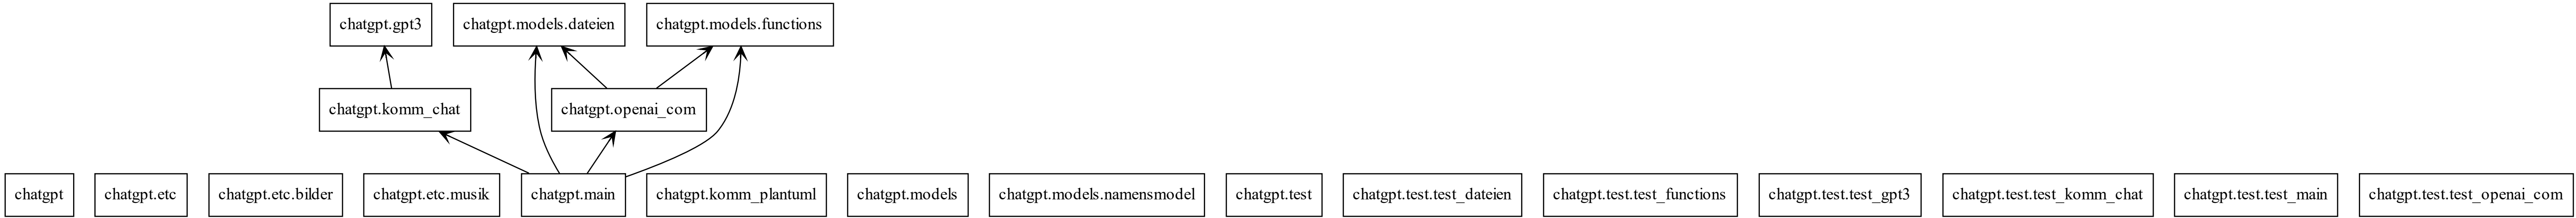 chatgpt.gpt3
chatgpt.models.dateien
chatgpt.models.functions
chatgpt.komm_chat
chatgpt.openai_com
chatgpt
chatgpt.etc
chatgpt.etc.bilder
chatgpt.etc.musik
chatgpt.main
chatgpt.komm_plantuml
chatgpt.models
chatgpt.models.namensmodel
chatgpt.test
chatgpt.test.test_dateien
chatgpt.test.test_functions
chatgpt.test.test_gpt3
chatgpt.test.test_komm_chat
chatgpt.test.test_main
chatgpt.test.test_openai_com